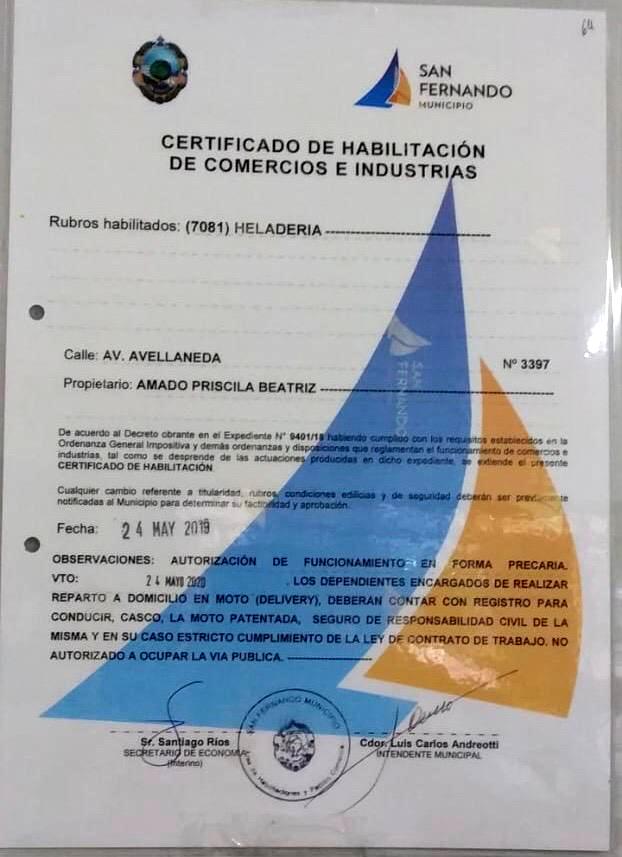 64
SAN
FERNANDO
MUNICIPIO
CERTIFICADO DE HABILITACIÓN
DE COMERCIOS E INDUSTRIAS
Rubros habilitados: (7081) HELADERIA --------------------------------
Calle: AV. AVELLANEDA Nº 3397
Propietario: AMADO PRISCILA BEATRIZ ---------------------------------------------
De acuerdo al Decreto obrante en el Expediente N° 9401/18 habiendo cumplido con los requisitos establecidos en la
Ordenanza General Impositiva y demás ordenanzas y disposiciones que reglamentan el funcionamiento de comercios e
industrias, tal como se desprende de las actuaciones producidas en dicho expediente, se extiende el presente
CERTIFICADO DE HABILITACIÓN
Cualquier cambio referente a titularidad, rubros, condiciones edilicias y de seguridad deberán ser previamente
notificadas al Municipio para determinar su factibilidad y aprobación.
Fecha: 24 MAY 2019
OBSERVACIONES: AUTORIZACIÓN DE FUNCIONAMIENTO EN FORMA PRECARIA.
VTO: 24 MAYO 2020 . LOS DEPENDIENTES ENCARGADOS DE REALIZAR
REPARTO A DOMICILIO EN MOTO (DELIVERY), DEBERAN CONTAR CON REGISTRO PARA
CONDUCIR, CASCO, LA MOTO PATENTADA, SEGURO DE RESPONSABILIDAD CIVIL DE LA
MISMA Y EN SU CASO ESTRICTO CUMPLIMIENTO DE LA LEY DE CONTRATO DE TRABAJO. NO
AUTORIZADO A OCUPAR LA VIA PUBLICA. ----------------
SAN FERNANDO MUNICIPIO
Sr. Santiago Ríos Cdor. Luis Carlos Andreotti
SECRETARIO DE ECONOMIA INTENDENTE MUNICIPAL
(Interino)